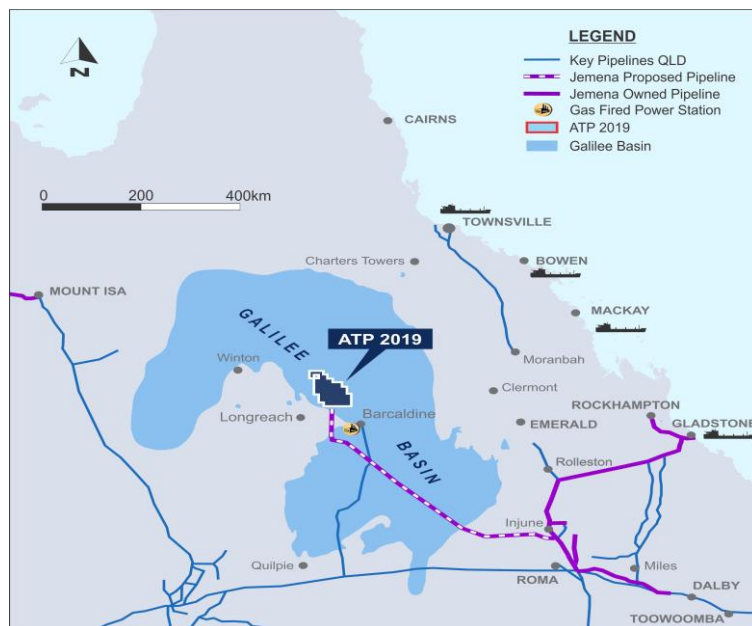 LEGEND
Key Pipelines QLD
Jemena Proposed Pipeline
Jemena Owned Pipeline
Gas Fired Power Station
ATP 2019
Galilee Basin
N
0 200 400km
CAIRNS
TOWNSVILLE
Charters Towers
BOWEN
MOUNT ISA
MACKAY
GALILEE
ATP 2019
Winton
Moranbah
Clermont
Longreach
Barcaldine
EMERALD
ROCKHAMPTON
GLADSTONE
BASIN
Rolleston
Injune
Quilpie
ROMA
Miles
DALBY
TOOWOOMBA